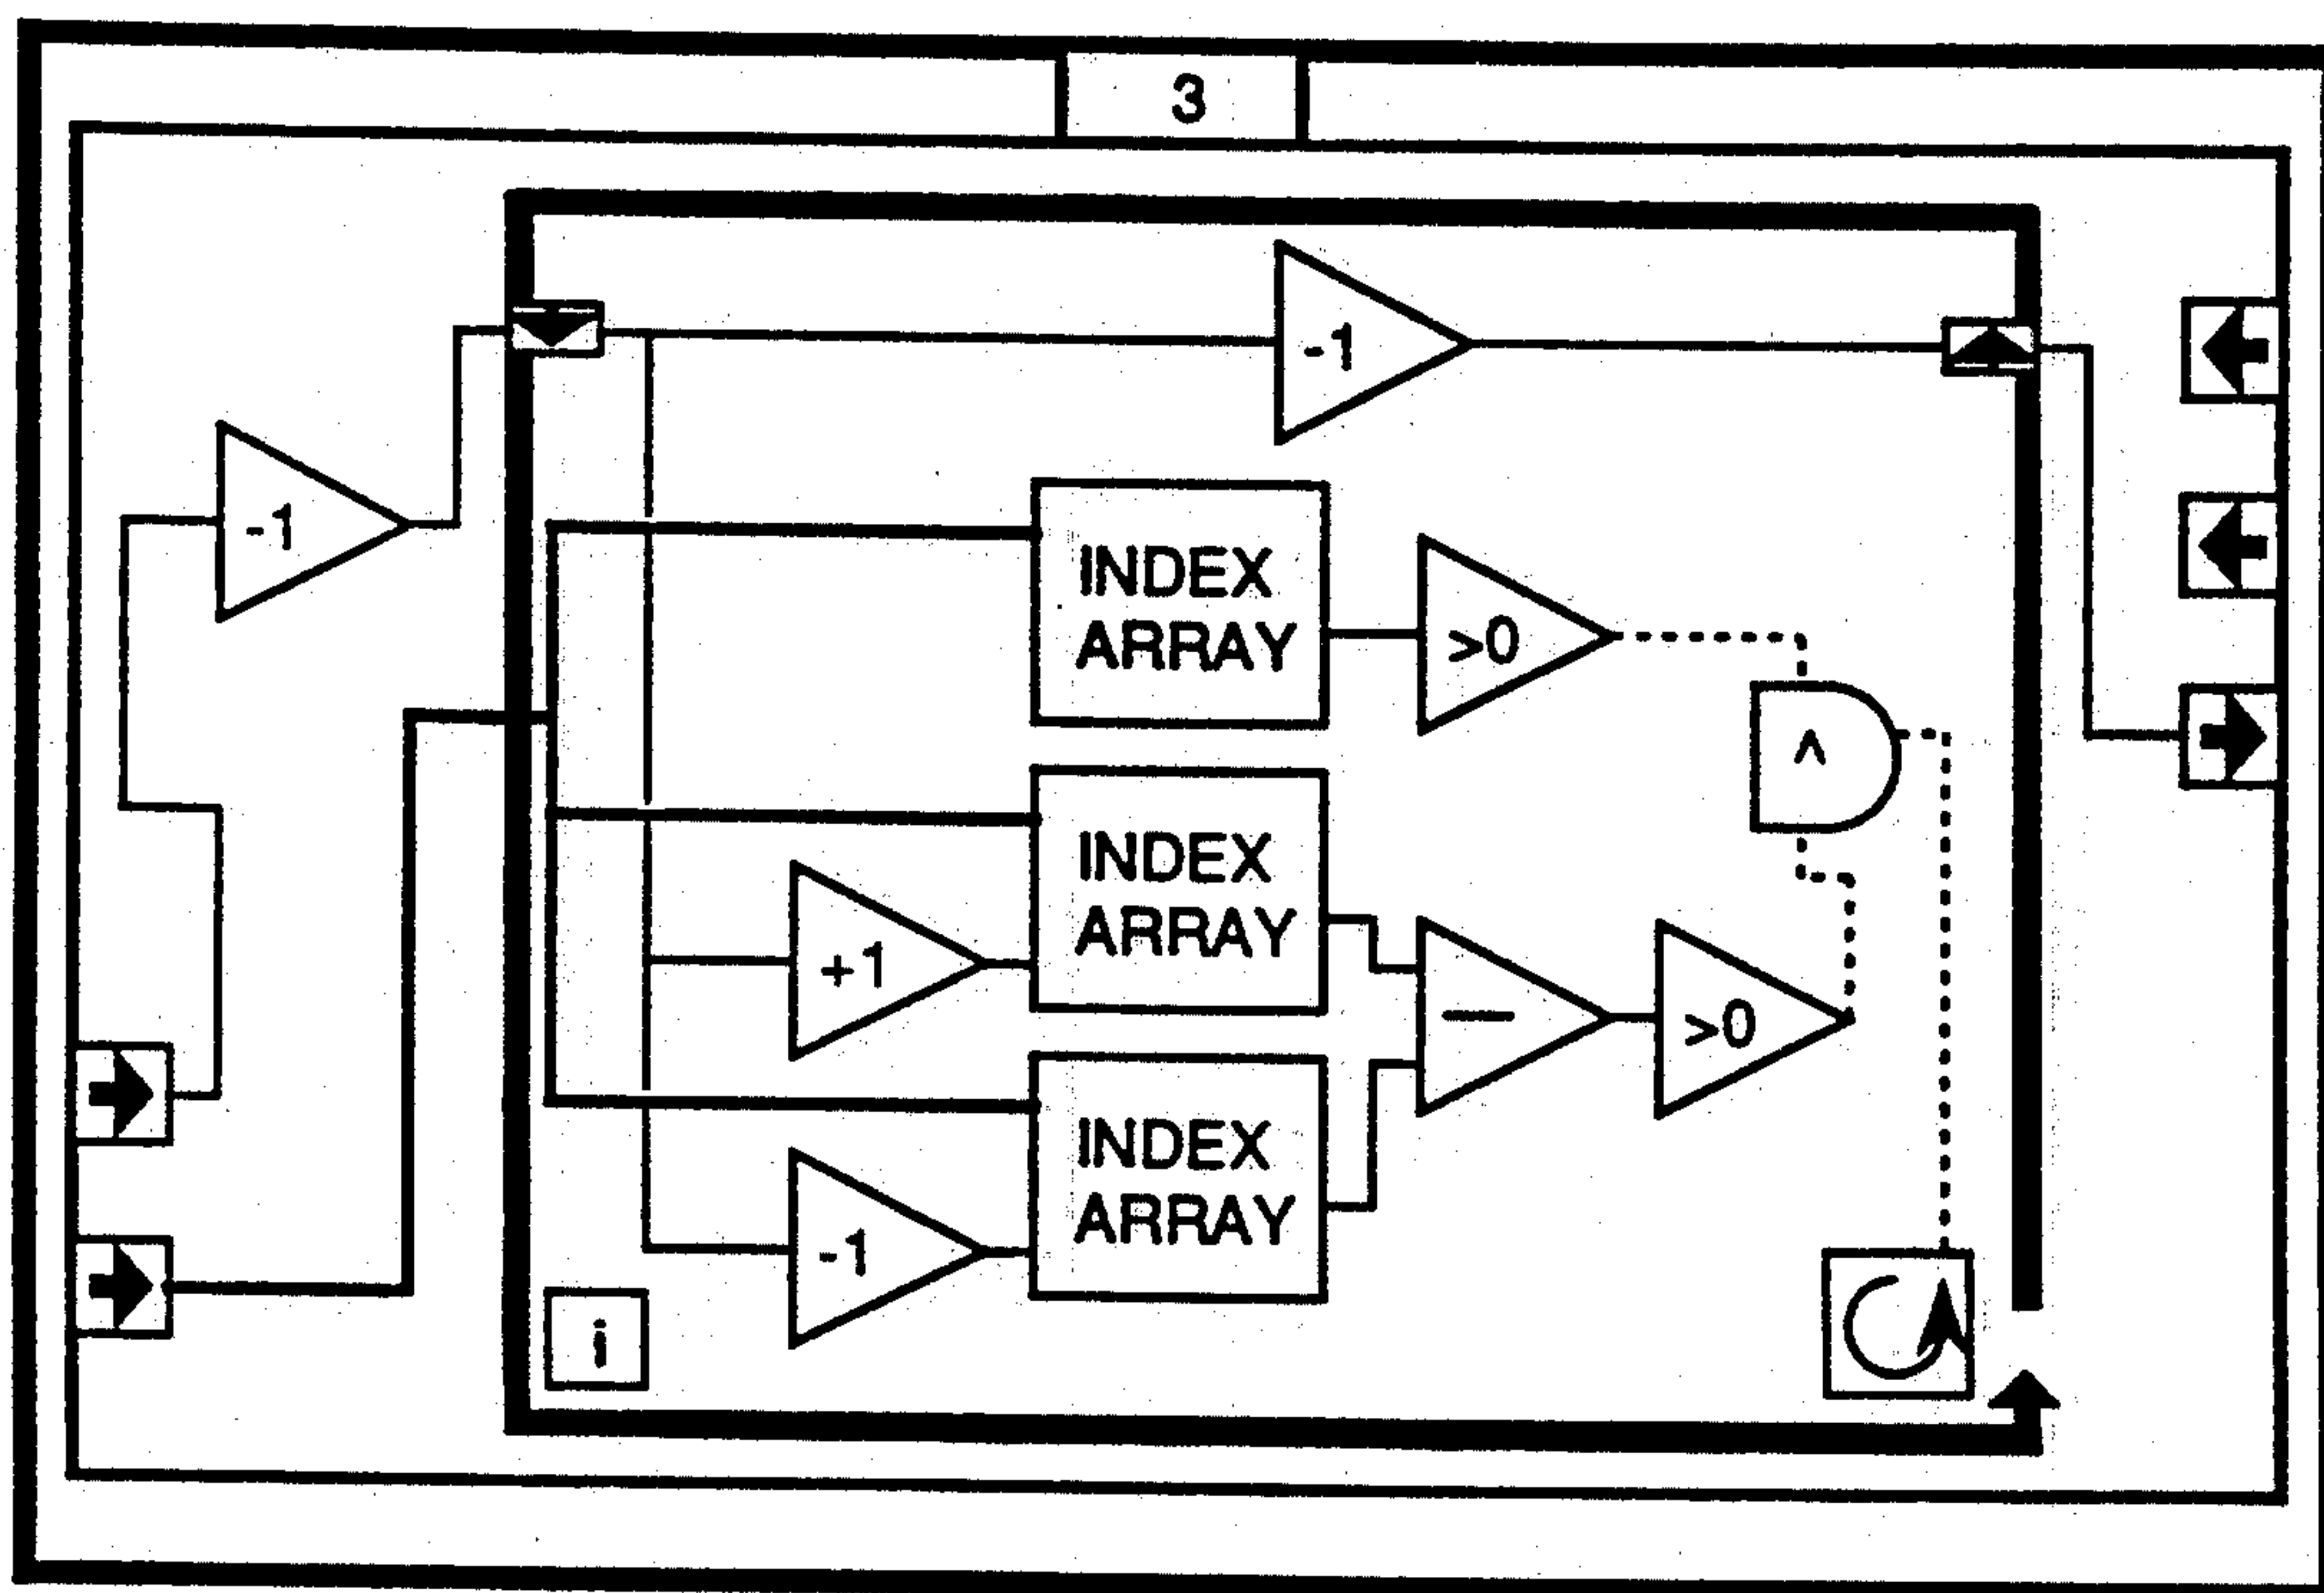 3
-1
-1
INDEX
ARRAY
>0
^
INDEX
ARRAY
+1
—
>0
INDEX
ARRAY
-1
i